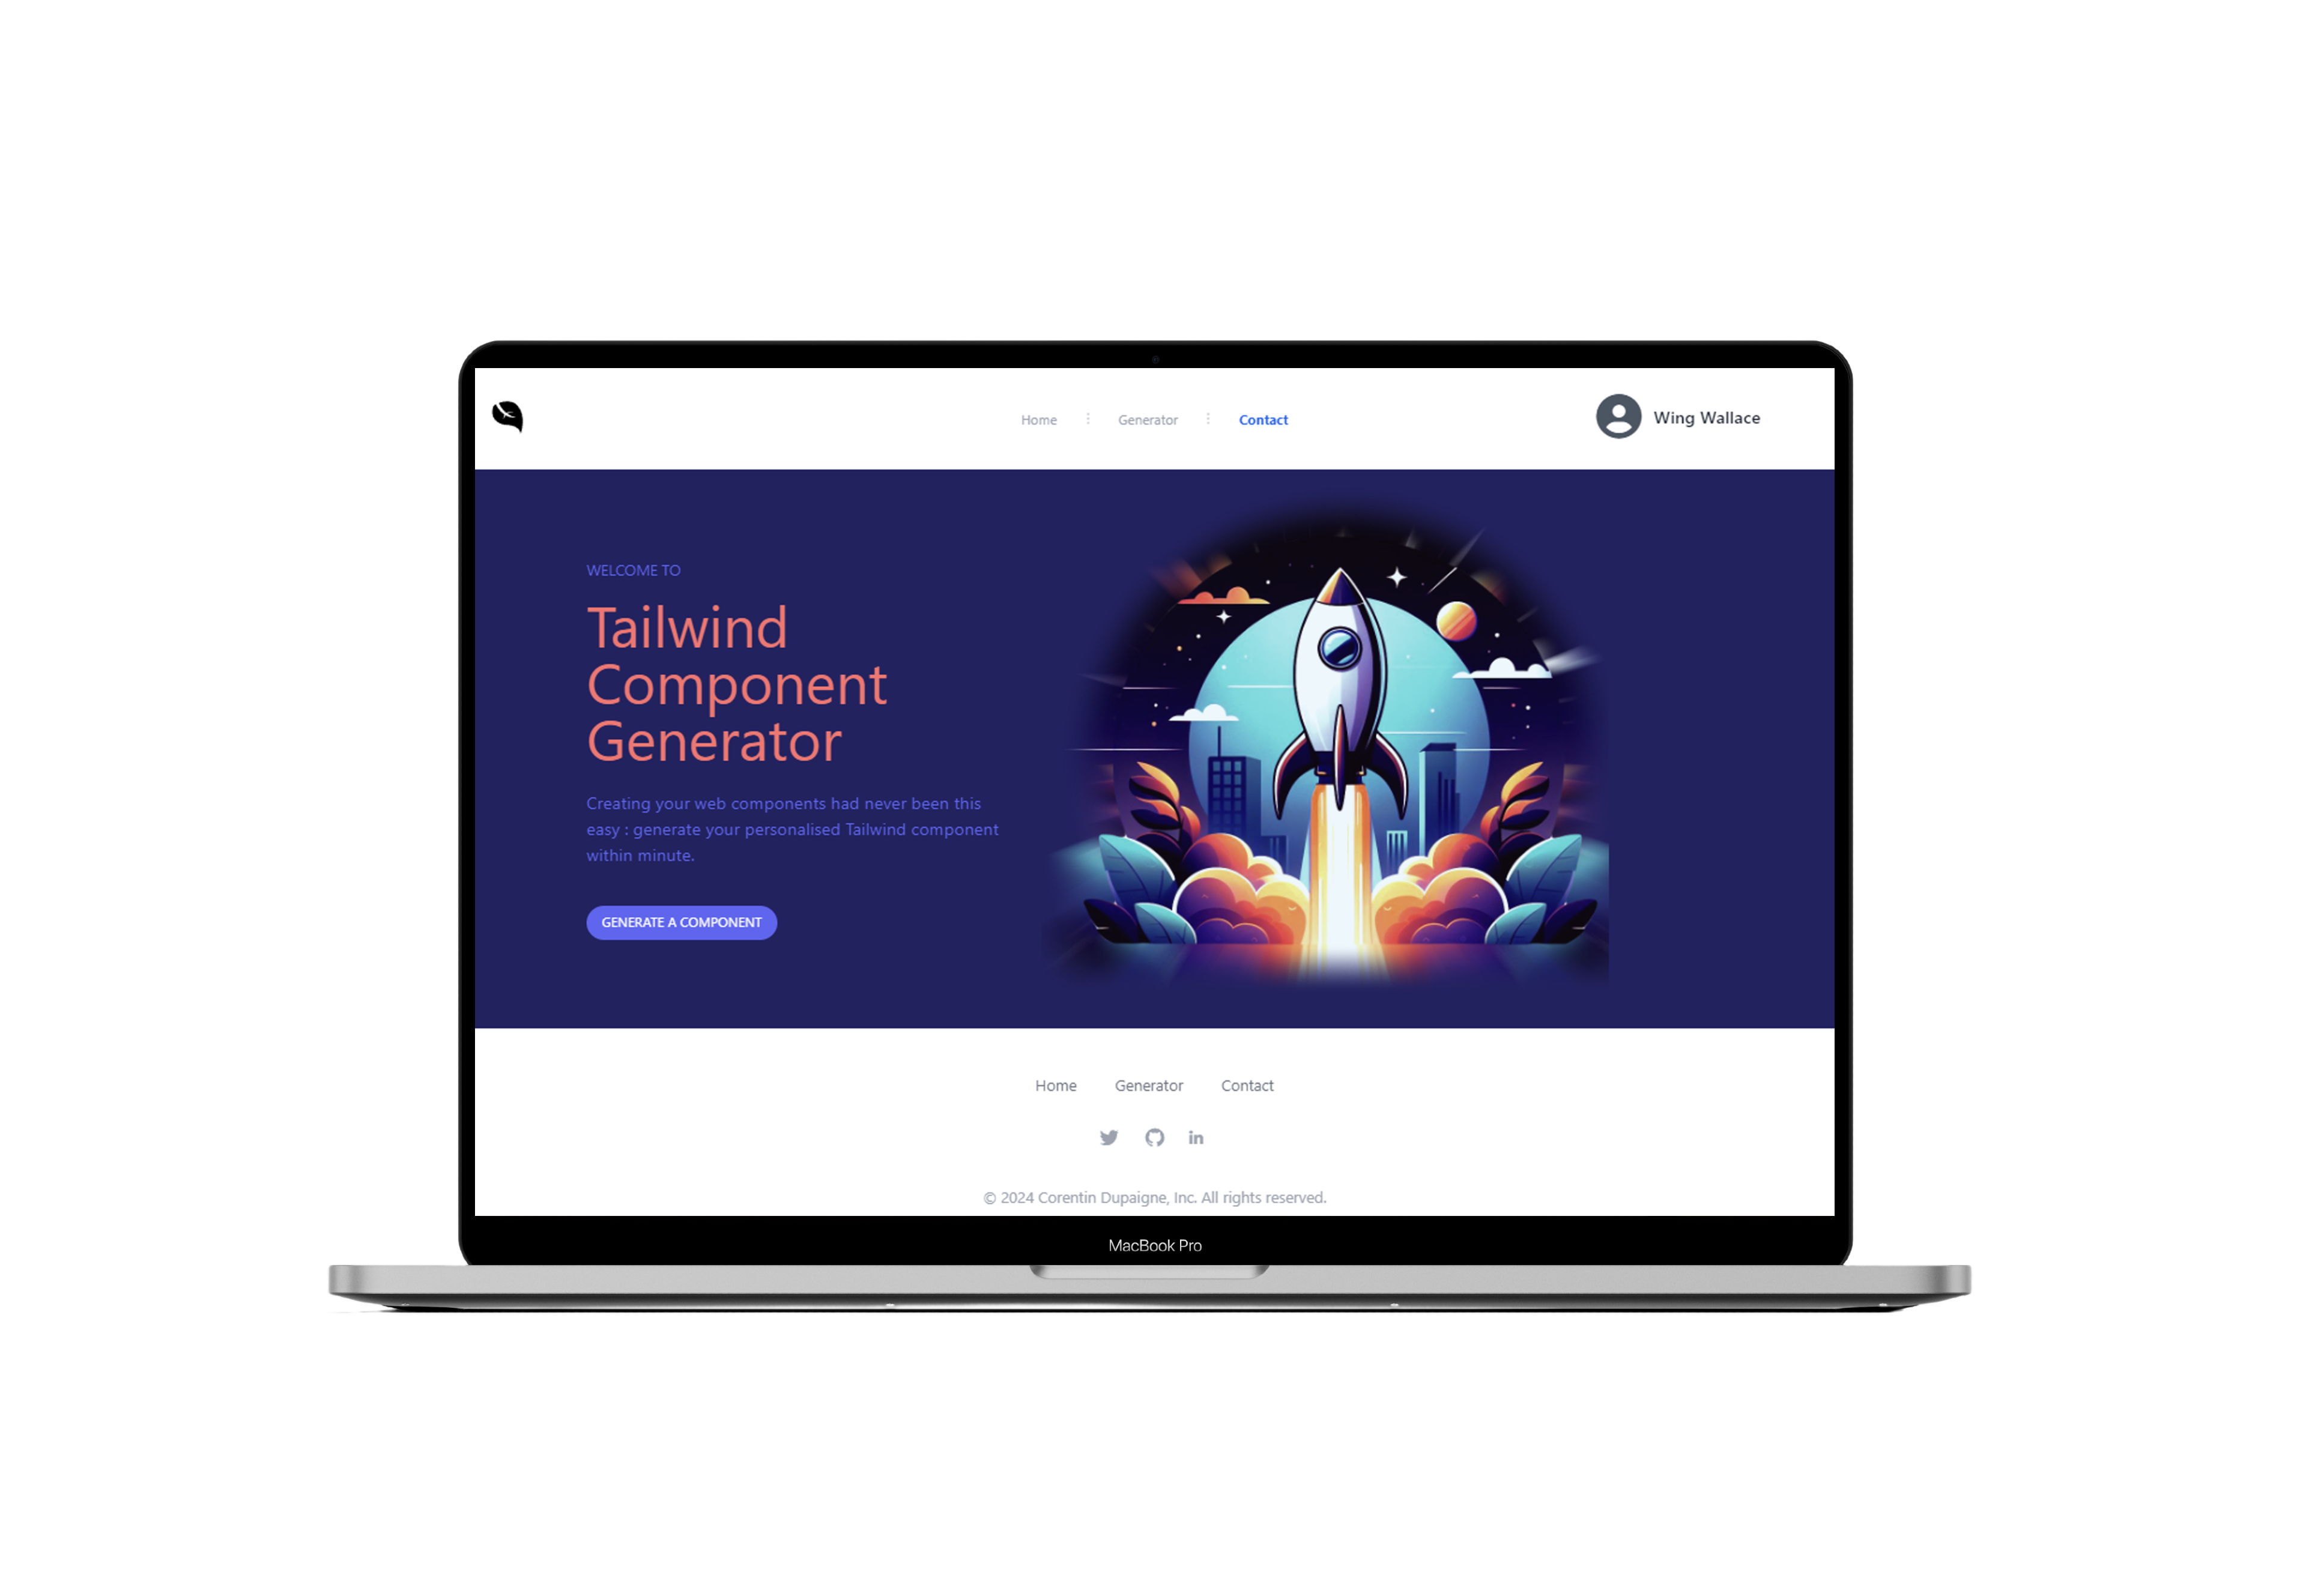 Home
Generator
Contact
Wing Wallace
WELCOME TO
Tailwind
Component
Generator
Creating your web components had never been this
easy : generate your personalised Tailwind component
within minute.
GENERATE A COMPONENT
Home
Generator
Contact
in
© 2024 Corentin Dupaigne, Inc. All rights reserved.
MacBook Pro